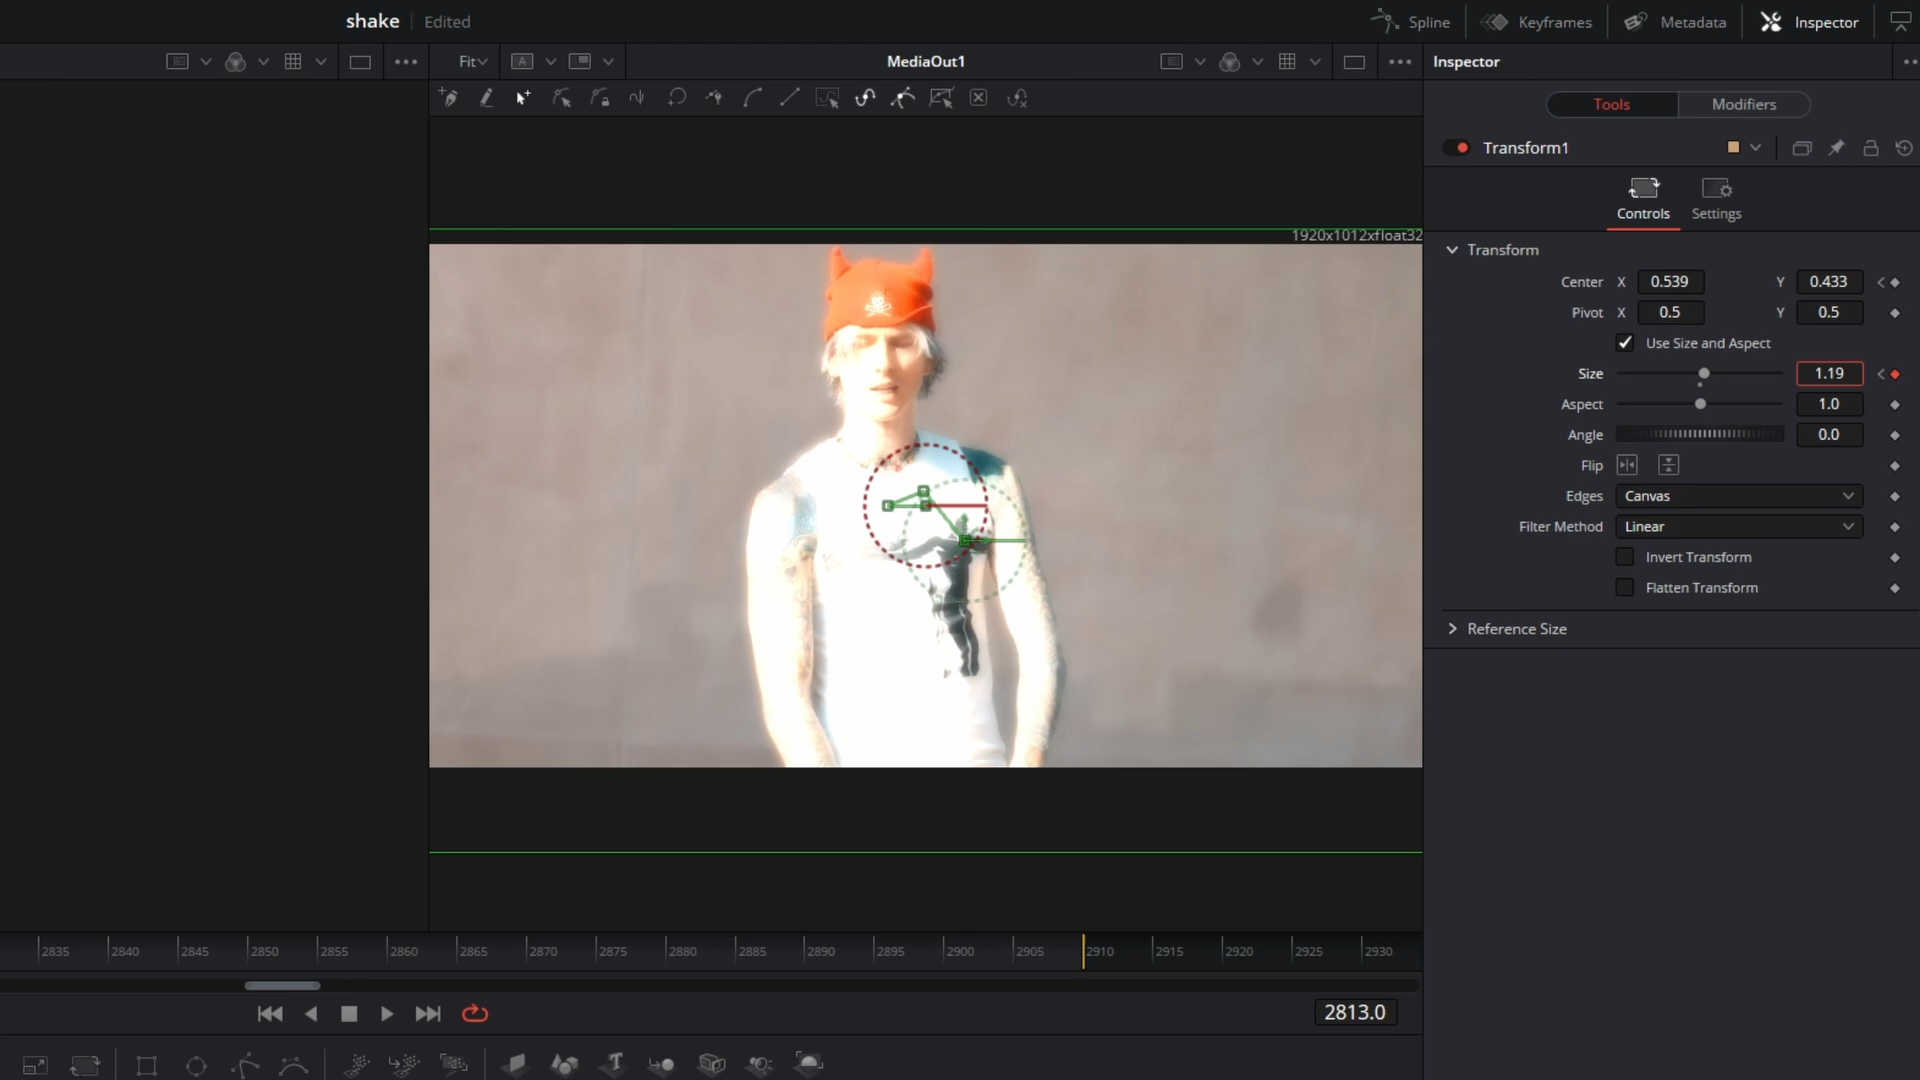 shake Edited
Spline Keyframes Metadata Inspector
Fit A MediaOut1 Inspector
Tools Modifiers
Transform1
Controls Settings
1920x1012xfloat32
Transform
Center X 0.539 Y 0.433
Pivot X 0.5 Y 0.5
Use Size and Aspect
Size 1.19
Aspect 1.0
Angle 0.0
Flip
Edges Canvas
Filter Method Linear
Invert Transform
Flatten Transform
Reference Size
2835 2840 2845 2850 2855 2860 2865 2870 2875 2880 2885 2890 2895 2900 2905 2910 2915 2920 2925 2930
2813.0
T